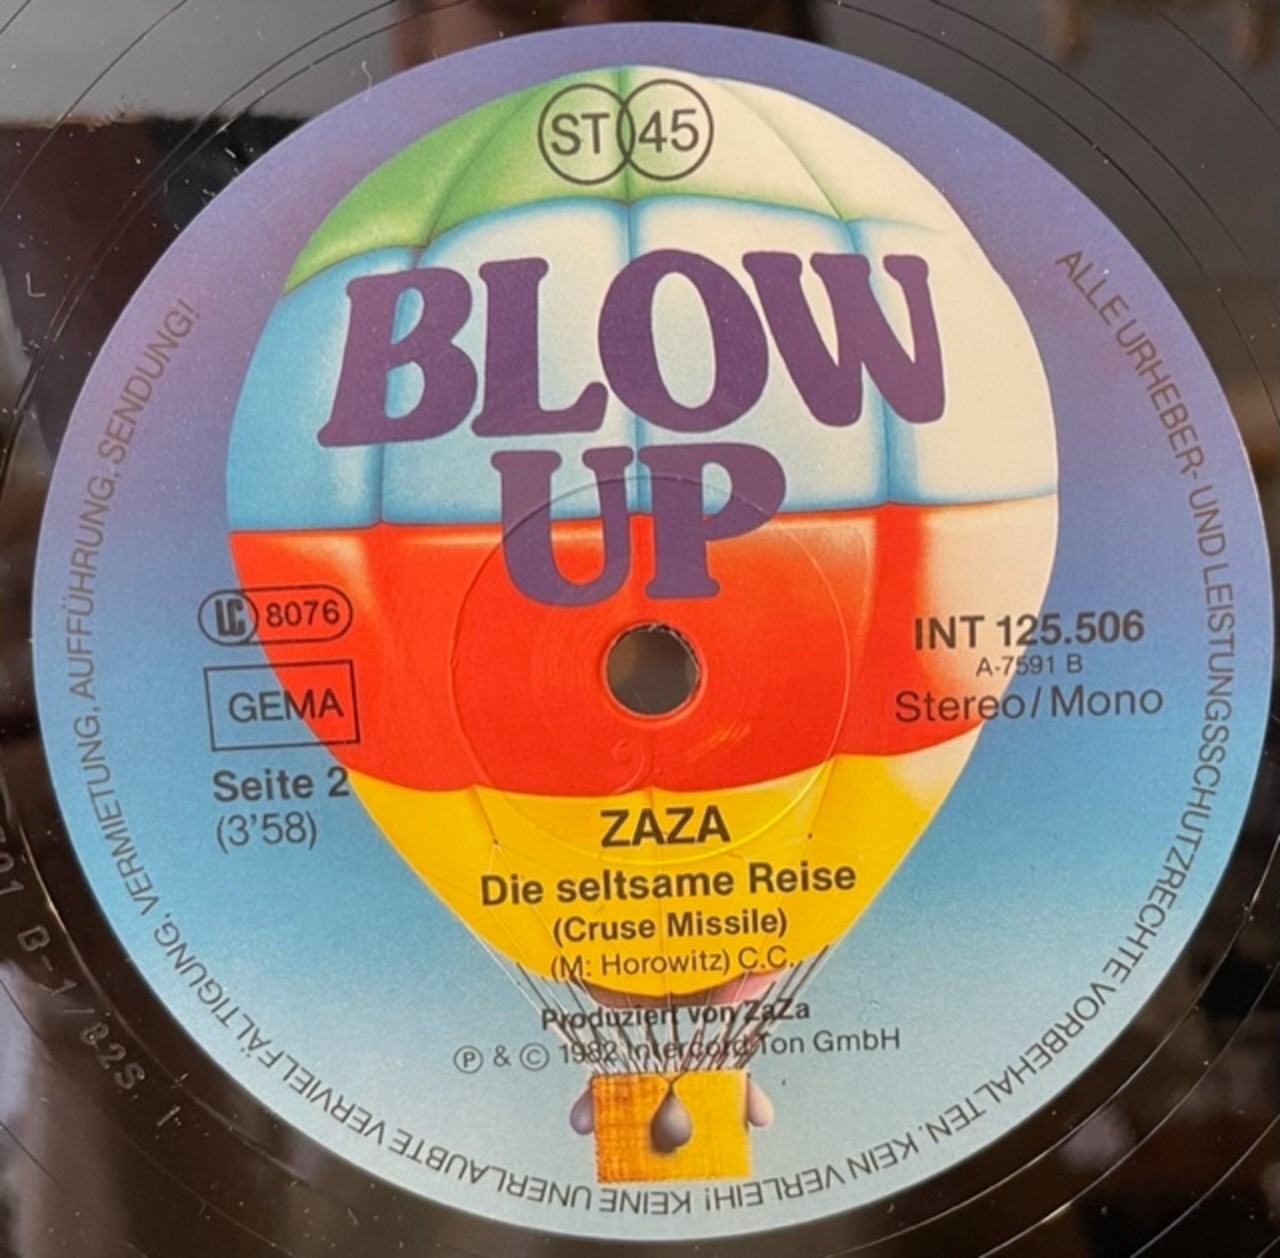 ST 45
BLOW
UP
LC 8076
GEMA
Seite 2
(3'58)
INT 125.506
A-7591 B
Stereo/Mono
ZAZA
Die seltsame Reise
(Cruse Missile)
(M: Horowitz) C.C.
Produziert von ZaZa
Ⓟ & © 1982 Intercord Ton GmbH
ALLE URHEBER- UND LEISTUNGSSCHUTZRECHTE VORBEHALTEN. KEIN VERLEIH! KEINE UNERLAUBTE VERVIELFÄLTIGUNG, VERMIETUNG, AUFFÜHRUNG, SENDUNG!
B-1/82S